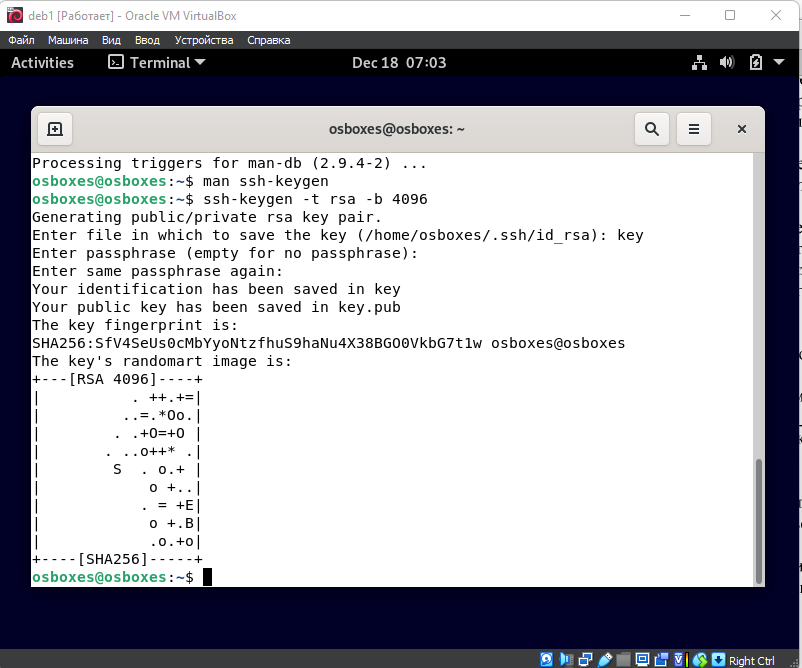 deb1 [Работает] - Oracle VM VirtualBox
Файл Машина Вид Ввод Устройства Справка
Activities Terminal Dec 18 07:03
osboxes@osboxes: ~
Processing triggers for man-db (2.9.4-2) ...
osboxes@osboxes:~$ man ssh-keygen
osboxes@osboxes:~$ ssh-keygen -t rsa -b 4096
Generating public/private rsa key pair.
Enter file in which to save the key (/home/osboxes/.ssh/id_rsa): key
Enter passphrase (empty for no passphrase):
Enter same passphrase again:
Your identification has been saved in key
Your public key has been saved in key.pub
The key fingerprint is:
SHA256:SfV4SeUs0cMbYyoNtzfhuS9haNu4X38BGO0VkbG7t1w osboxes@osboxes
The key's randomart image is:
+---[RSA 4096]----+
|          . ++.+=|
|         ..=.*Oo.|
|        . .+O=+O |
|       . ..o++* .|
|        S  . o.+ |
|            o +..|
|           . = +E|
|            o +.B|
|            .o.+o|
+----[SHA256]-----+
osboxes@osboxes:~$
Right Ctrl